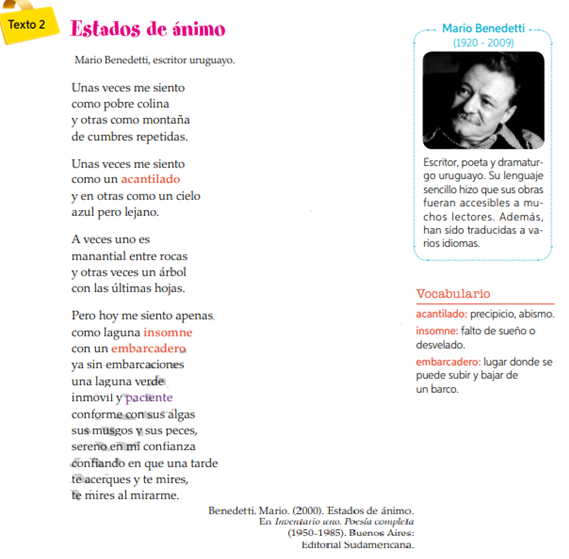 Texto 2
Estados de ánimo
Mario Benedetti, escritor uruguayo.
Unas veces me siento
como pobre colina
y otras como montaña
de cumbres repetidas.
Unas veces me siento
como un acantilado
y en otras como un cielo
azul pero lejano.
A veces uno es
manantial entre rocas
y otras veces un árbol
con las últimas hojas.
Pero hoy me siento apenas
como laguna insomne
con un embarcadero
ya sin embarcaciones
una laguna verde
inmóvil y paciente
conforme con sus algas
sus musgos y sus peces,
sereno en mi confianza
confiando en que una tarde
te acerques y te mires,
te mires al mirarme.
Benedetti, Mario. (2000). Estados de ánimo.
En Inventario uno. Poesía completa
(1950-1985). Buenos Aires:
Editorial Sudamericana.
Mario Benedetti
(1920 - 2009)
Escritor, poeta y dramatur-
go uruguayo. Su lenguaje
sencillo hizo que sus obras
fueran accesibles a mu-
chos lectores. Además,
han sido traducidas a va-
rios idiomas.
Vocabulario
acantilado: precipicio, abismo.
insomne: falto de sueño o
desvelado.
embarcadero: lugar donde se
puede subir y bajar de
un barco.